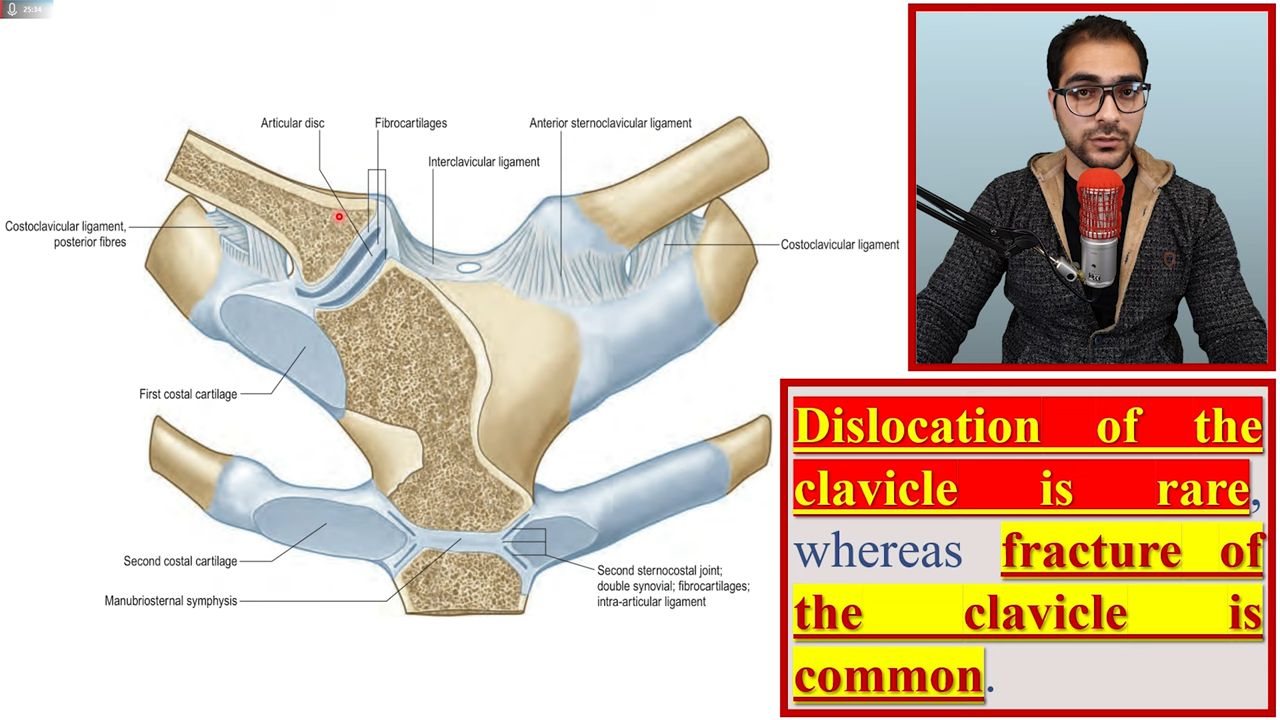 25:34
Articular disc
Fibrocartilages
Anterior sternoclavicular ligament
Interclavicular ligament
Costoclavicular ligament,
posterior fibres
Costoclavicular ligament
First costal cartilage
Second costal cartilage
Manubriosternal symphysis
Second sternocostal joint;
double synovial; fibrocartilages;
intra-articular ligament
Dislocation of the
clavicle is rare,
whereas fracture of
the clavicle is
common.